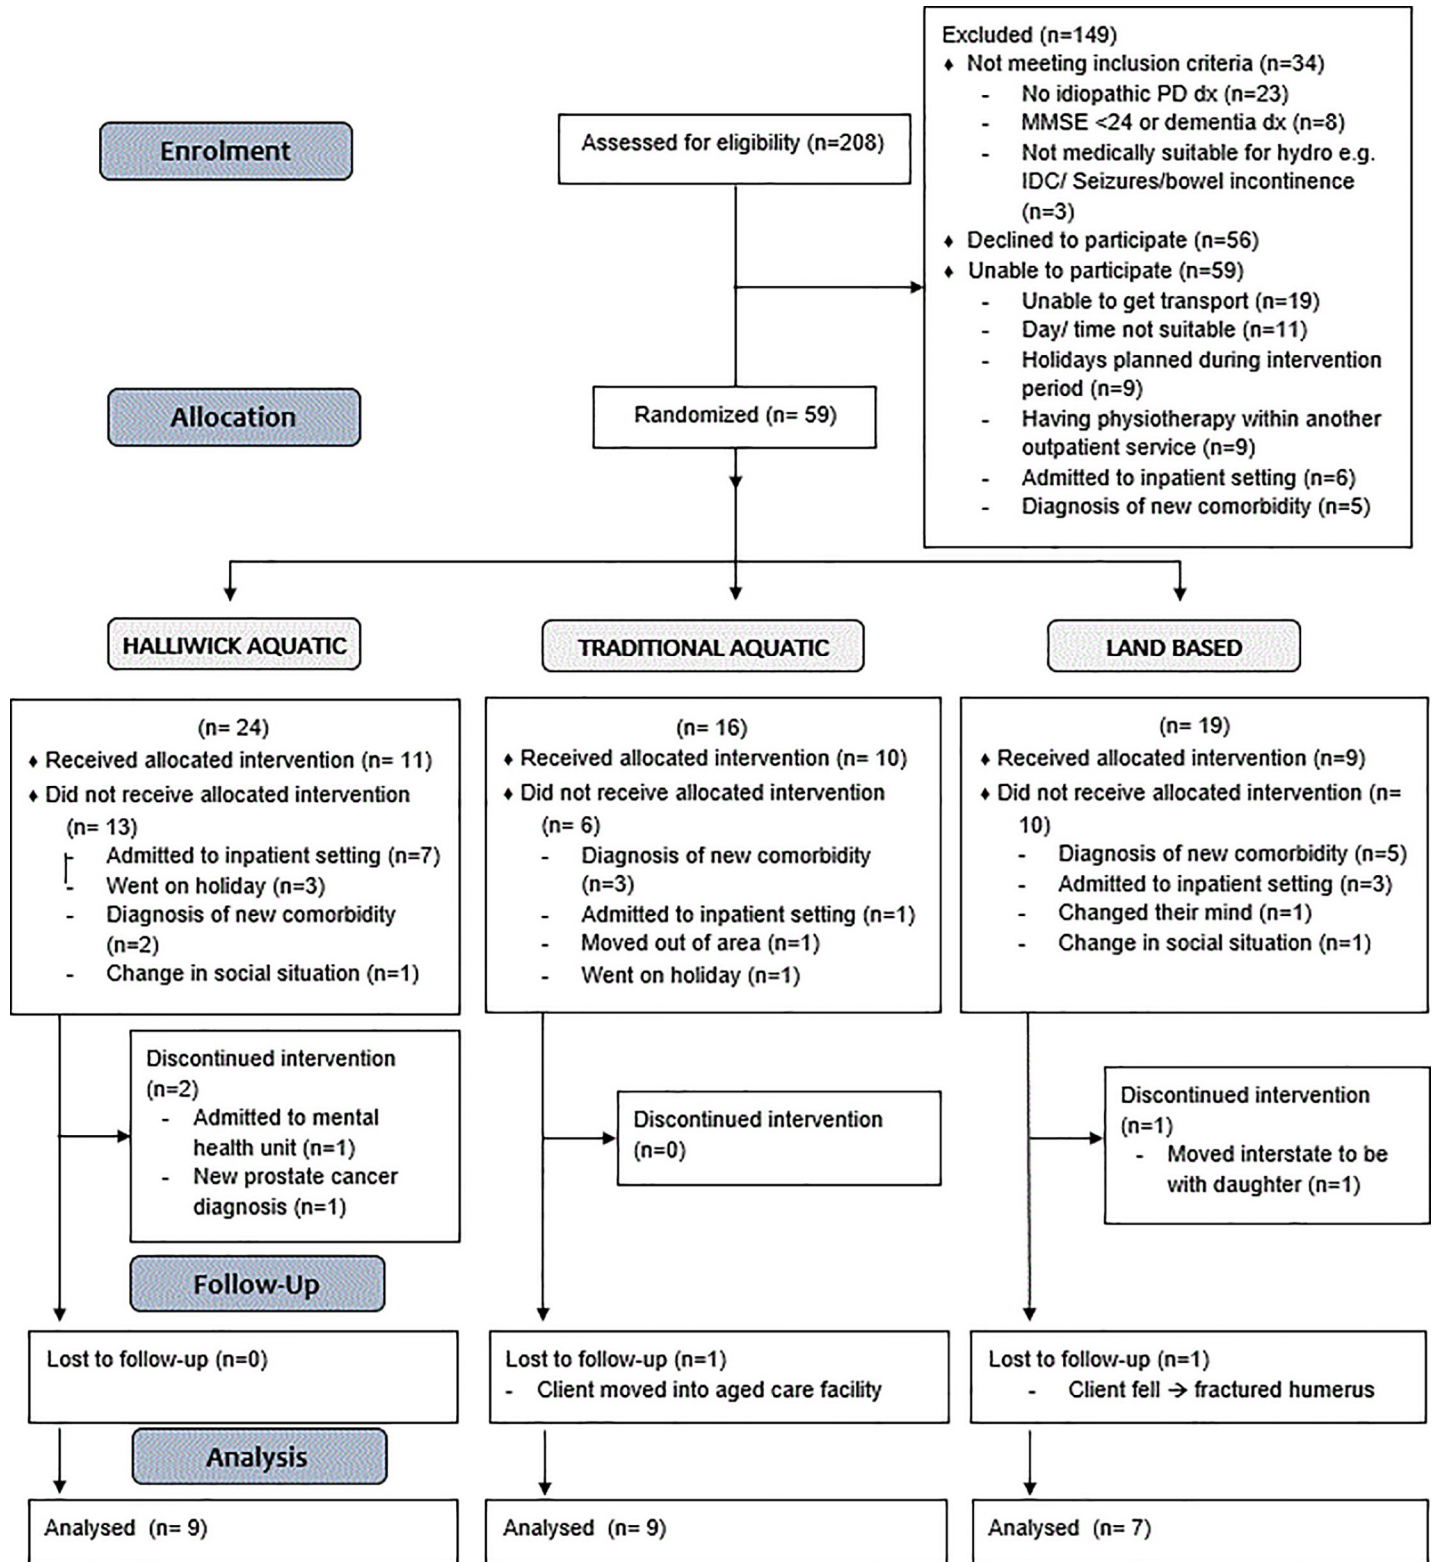 Excluded (n=149)
♦ Not meeting inclusion criteria (n=34)
- No idiopathic PD dx (n=23)
- MMSE <24 or dementia dx (n=8)
- Not medically suitable for hydro e.g.
IDC/ Seizures/bowel incontinence
(n=3)
♦ Declined to participate (n=56)
♦ Unable to participate (n=59)
- Unable to get transport (n=19)
- Day/ time not suitable (n=11)
- Holidays planned during intervention
period (n=9)
- Having physiotherapy within another
outpatient service (n=9)
- Admitted to inpatient setting (n=6)
- Diagnosis of new comorbidity (n=5)
Enrolment
Assessed for eligibility (n=208)
Allocation
Randomized (n= 59)
HALLIWICK AQUATIC
(n= 24)
♦ Received allocated intervention (n= 11)
♦ Did not receive allocated intervention
(n= 13)
- Admitted to inpatient setting (n=7)
- Went on holiday (n=3)
- Diagnosis of new comorbidity
(n=2)
- Change in social situation (n=1)
TRADITIONAL AQUATIC
(n= 16)
♦ Received allocated intervention (n= 10)
♦ Did not receive allocated intervention
(n= 6)
- Diagnosis of new comorbidity
(n=3)
- Admitted to inpatient setting (n=1)
- Moved out of area (n=1)
- Went on holiday (n=1)
LAND BASED
(n= 19)
♦ Received allocated intervention (n=9)
♦ Did not receive allocated intervention (n=
10)
- Diagnosis of new comorbidity (n=5)
- Admitted to inpatient setting (n=3)
- Changed their mind (n=1)
- Change in social situation (n=1)
Discontinued intervention
(n=2)
- Admitted to mental
health unit (n=1)
- New prostate cancer
diagnosis (n=1)
Discontinued intervention
(n=0)
Discontinued intervention
(n=1)
- Moved interstate to be
with daughter (n=1)
Follow-Up
Lost to follow-up (n=0)
Lost to follow-up (n=1)
- Client moved into aged care facility
Lost to follow-up (n=1)
- Client fell → fractured humerus
Analysis
Analysed (n= 9)
Analysed (n= 9)
Analysed (n= 7)